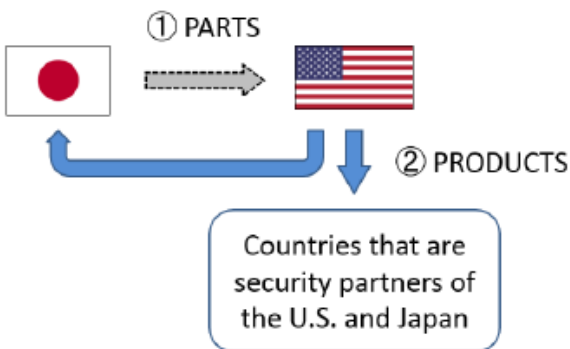 ① PARTS
② PRODUCTS
Countries that are
security partners of
the U.S. and Japan